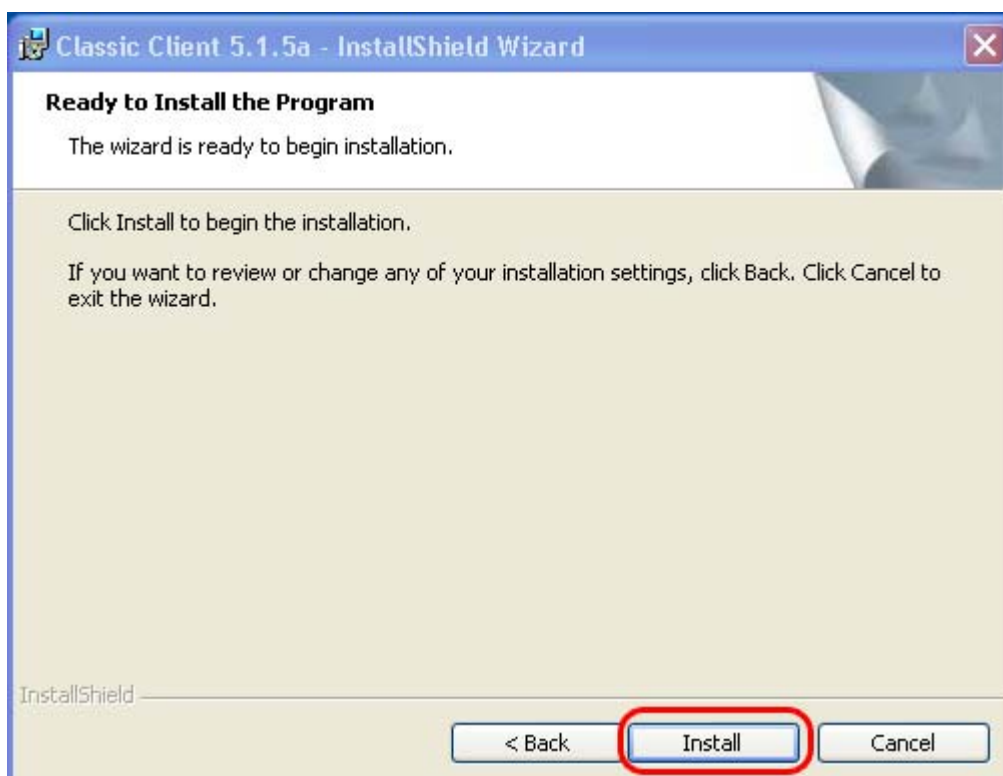 Classic Client 5.1.5a - InstallShield Wizard
Ready to Install the Program
The wizard is ready to begin installation.
Click Install to begin the installation.
If you want to review or change any of your installation settings, click Back. Click Cancel to
exit the wizard.
InstallShield
< Back Install Cancel